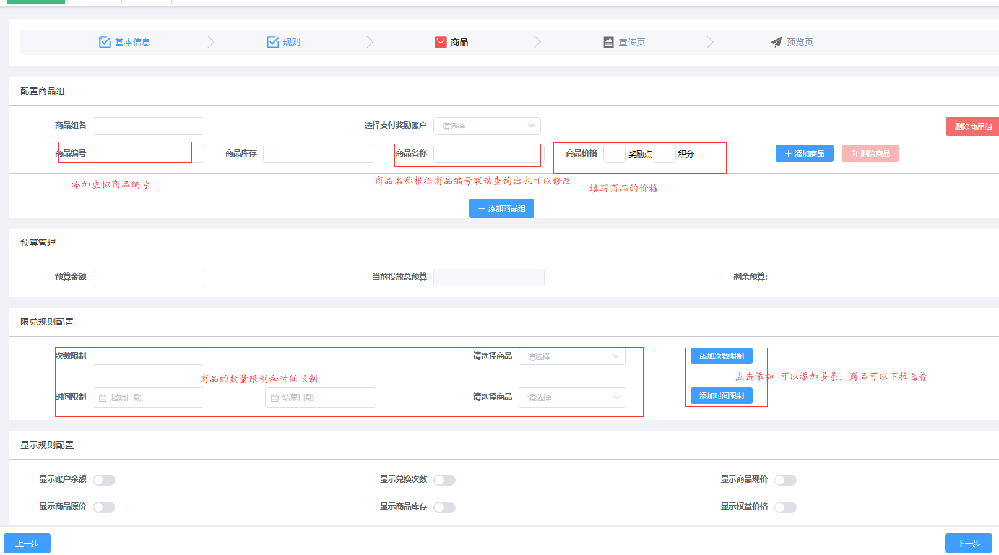 基本信息 规则 商品 宣传页 预览页
配置商品组
商品组名 选择支付奖励账户 请选择 删除商品组
商品编号 商品库存 商品名称 商品价格 奖励点 积分 添加商品 删除商品
添加虚拟商品编号 商品名称根据商品编号联动查询出也可以修改 填写商品的价格
添加商品组
预算管理
预算金额 当前投放总预算 剩余预算:
限兑规则配置
次数限制 请选择商品 请选择 添加次数限制
商品的数量限制和时间限制 点击添加 可以添加多条，商品可以下拉选着
时间限制 起始日期 结束日期 请选择商品 请选择 添加时间限制
显示规则配置
显示账户余额 显示兑换次数 显示商品现价
显示商品原价 显示商品库存 显示权益价格
上一步 下一步